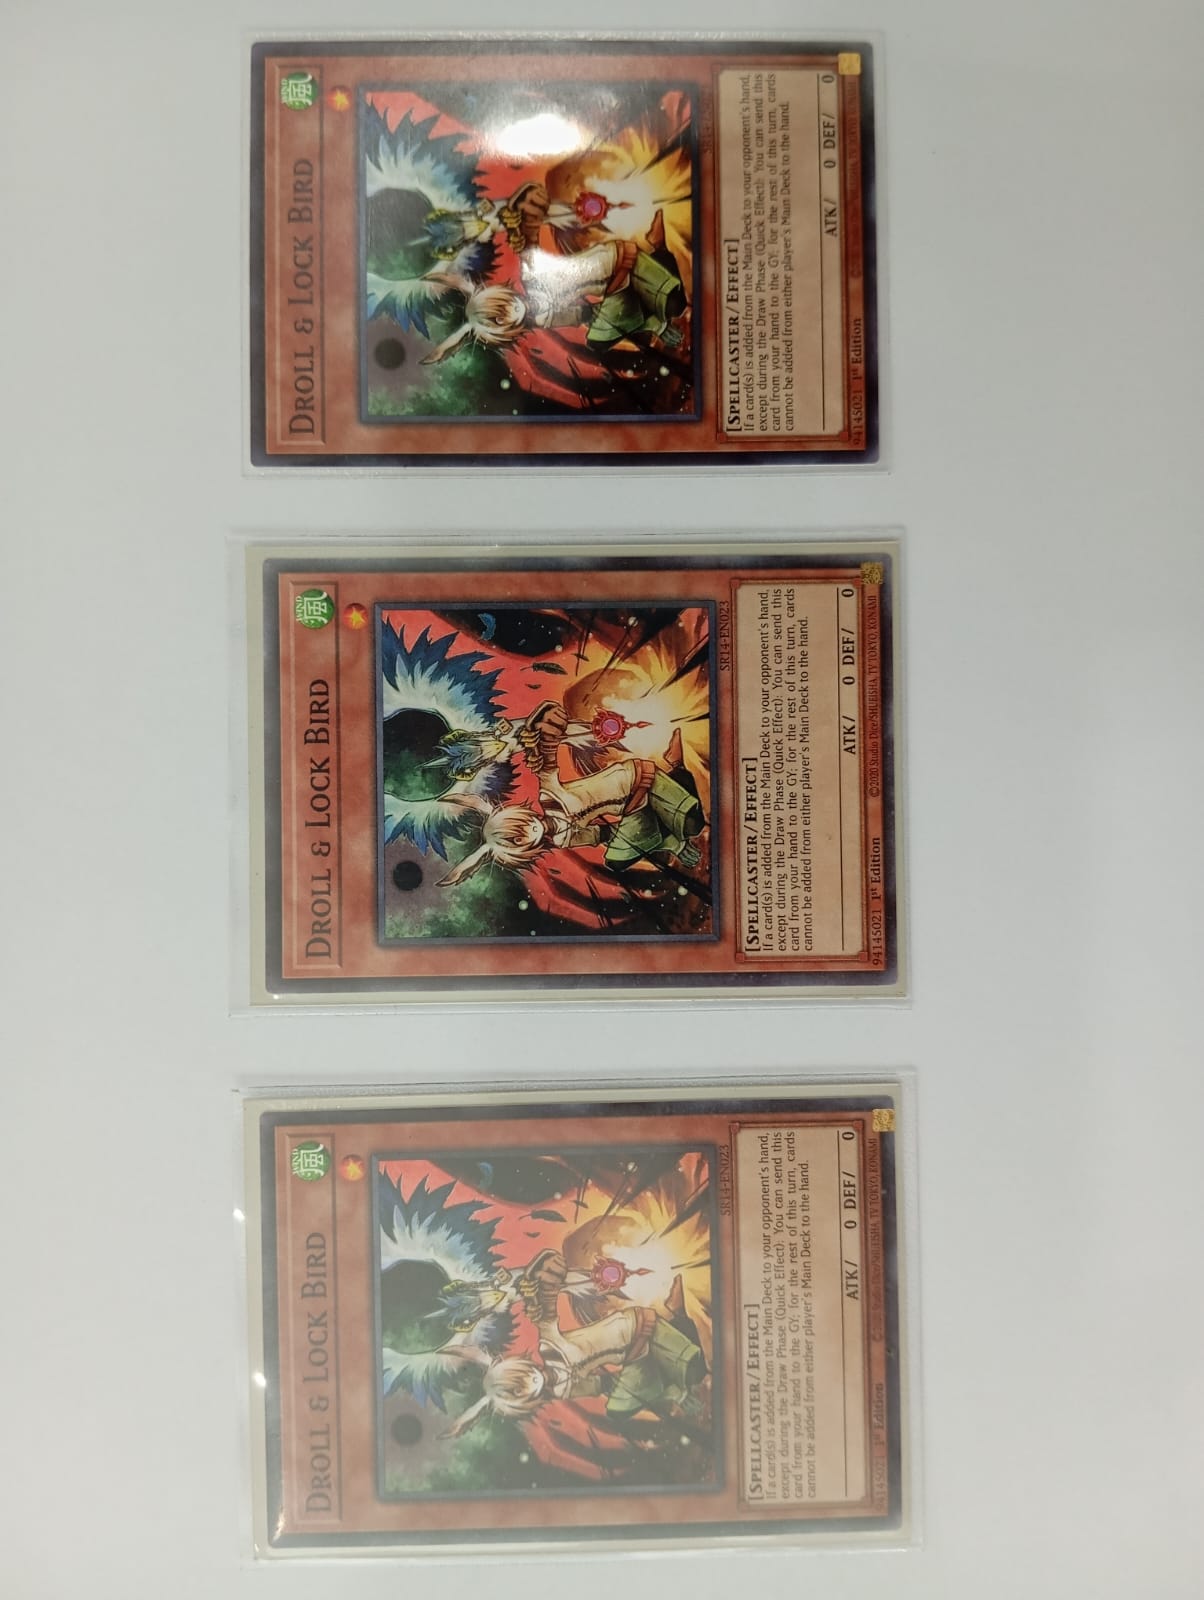 DROLL & LOCK BIRD
WIND
風
SR14-EN023
[SPELLCASTER/EFFECT]
If a card(s) is added from the Main Deck to your opponent's hand,
except during the Draw Phase (Quick Effect): You can send this
card from your hand to the GY; for the rest of this turn, cards
cannot be added from either player's Main Deck to the hand.
ATK/ 0 DEF/ 0
94145021 1st Edition ©2020 Studio Dice/SHUEISHA, TV TOKYO, KONAMI
DROLL & LOCK BIRD
WIND
風
SR14-EN023
[SPELLCASTER/EFFECT]
If a card(s) is added from the Main Deck to your opponent's hand,
except during the Draw Phase (Quick Effect): You can send this
card from your hand to the GY; for the rest of this turn, cards
cannot be added from either player's Main Deck to the hand.
ATK/ 0 DEF/ 0
94145021 1st Edition ©2020 Studio Dice/SHUEISHA, TV TOKYO, KONAMI
DROLL & LOCK BIRD
WIND
風
[SPELLCASTER/EFFECT]
If a card(s) is added from the Main Deck to your opponent's hand,
except during the Draw Phase (Quick Effect): You can send this
card from your hand to the GY; for the rest of this turn, cards
cannot be added from either player's Main Deck to the hand.
ATK/ 0 DEF/ 0
94145021 1st Edition SHUEISHA, TV TOKYO, KONAMI